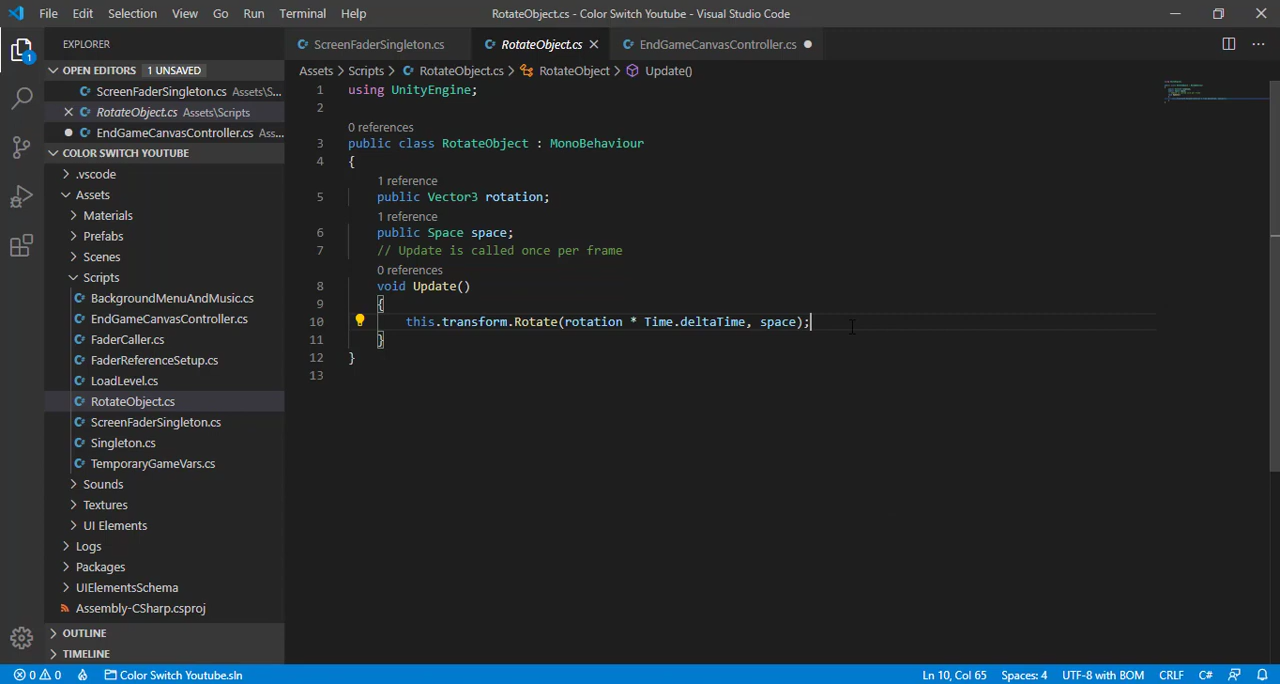 File Edit Selection View Go Run Terminal Help RotateObject.cs - Color Switch Youtube - Visual Studio Code
EXPLORER
1
OPEN EDITORS 1 UNSAVED
ScreenFaderSingleton.cs Assets\S...
RotateObject.cs Assets\Scripts
EndGameCanvasController.cs Ass...
COLOR SWITCH YOUTUBE
.vscode
Assets
Materials
Prefabs
Scenes
Scripts
BackgroundMenuAndMusic.cs
EndGameCanvasController.cs
FaderCaller.cs
FaderReferenceSetup.cs
LoadLevel.cs
RotateObject.cs
ScreenFaderSingleton.cs
Singleton.cs
TemporaryGameVars.cs
Sounds
Textures
UI Elements
Logs
Packages
UIElementsSchema
Assembly-CSharp.csproj
OUTLINE
TIMELINE
ScreenFaderSingleton.cs RotateObject.cs EndGameCanvasController.cs
Assets > Scripts > RotateObject.cs > RotateObject > Update()
1 using UnityEngine;
2
0 references
3 public class RotateObject : MonoBehaviour
4 {
1 reference
5 public Vector3 rotation;
1 reference
6 public Space space;
7 // Update is called once per frame
0 references
8 void Update()
9 {
10 this.transform.Rotate(rotation * Time.deltaTime, space);
11 }
12 }
13
0 0 Color Switch Youtube.sln Ln 10, Col 65 Spaces: 4 UTF-8 with BOM CRLF C#